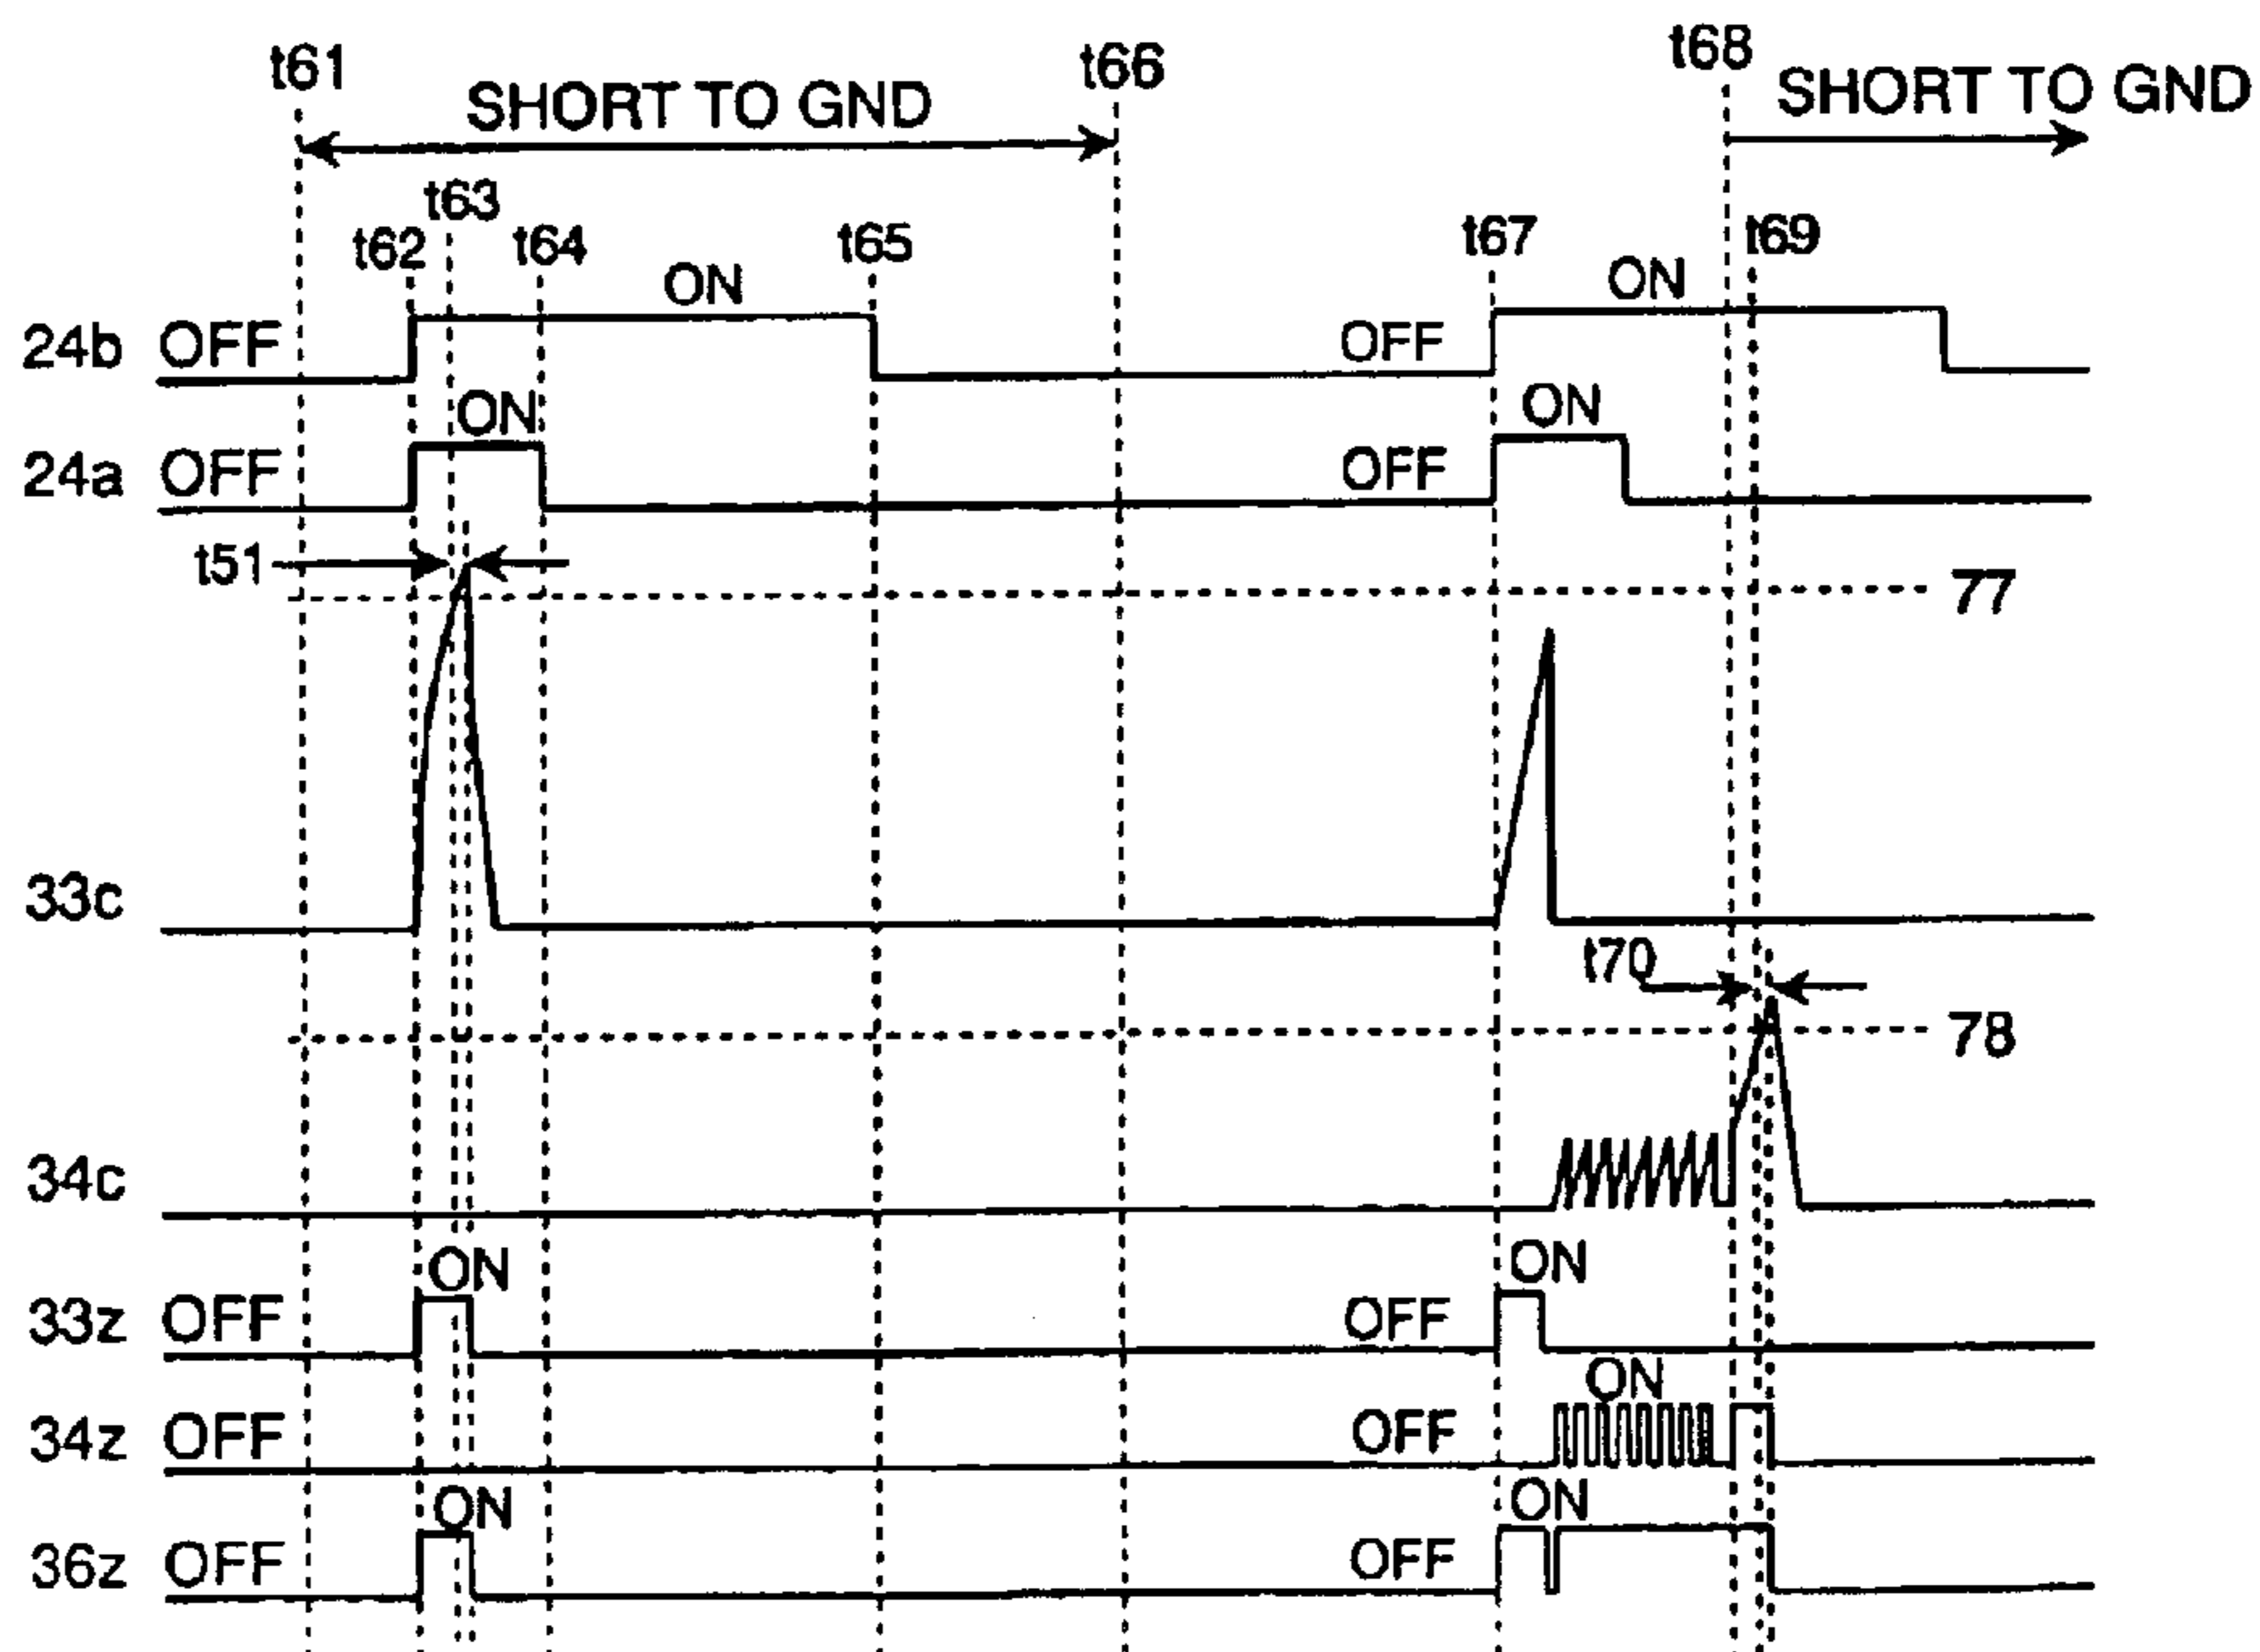 t61 t66 t68
SHORT TO GND SHORT TO GND
t63
t62 t64 t65 t67 t69
ON ON
24b OFF OFF
ON ON
24a OFF OFF
t51
77
33c
t70
78
34c
ON ON
33z OFF OFF
ON
34z OFF OFF
ON ON
36z OFF OFF